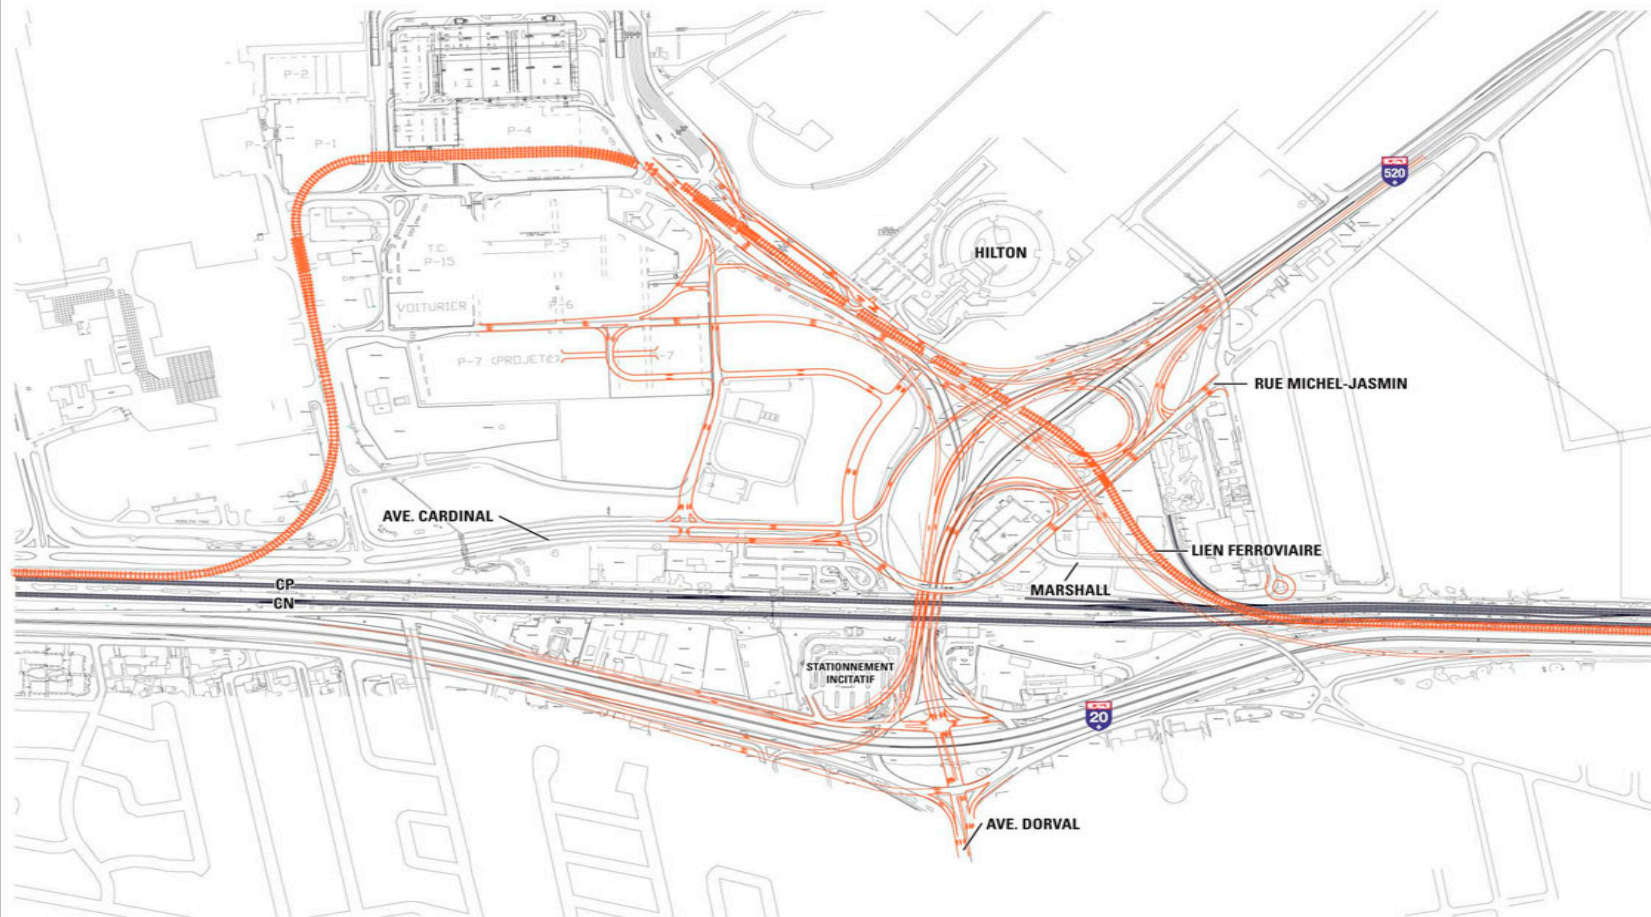 P-2
P-1
P-4
520
HILTON
T.C.
P-15
P-5
VOITURIER
P-6
P-7 (PROJETÉ)
RUE MICHEL-JASMIN
AVE. CARDINAL
LIEN FERROVIAIRE
CP
MARSHALL
CN
STATIONNEMENT
INCITATIF
20
AVE. DORVAL